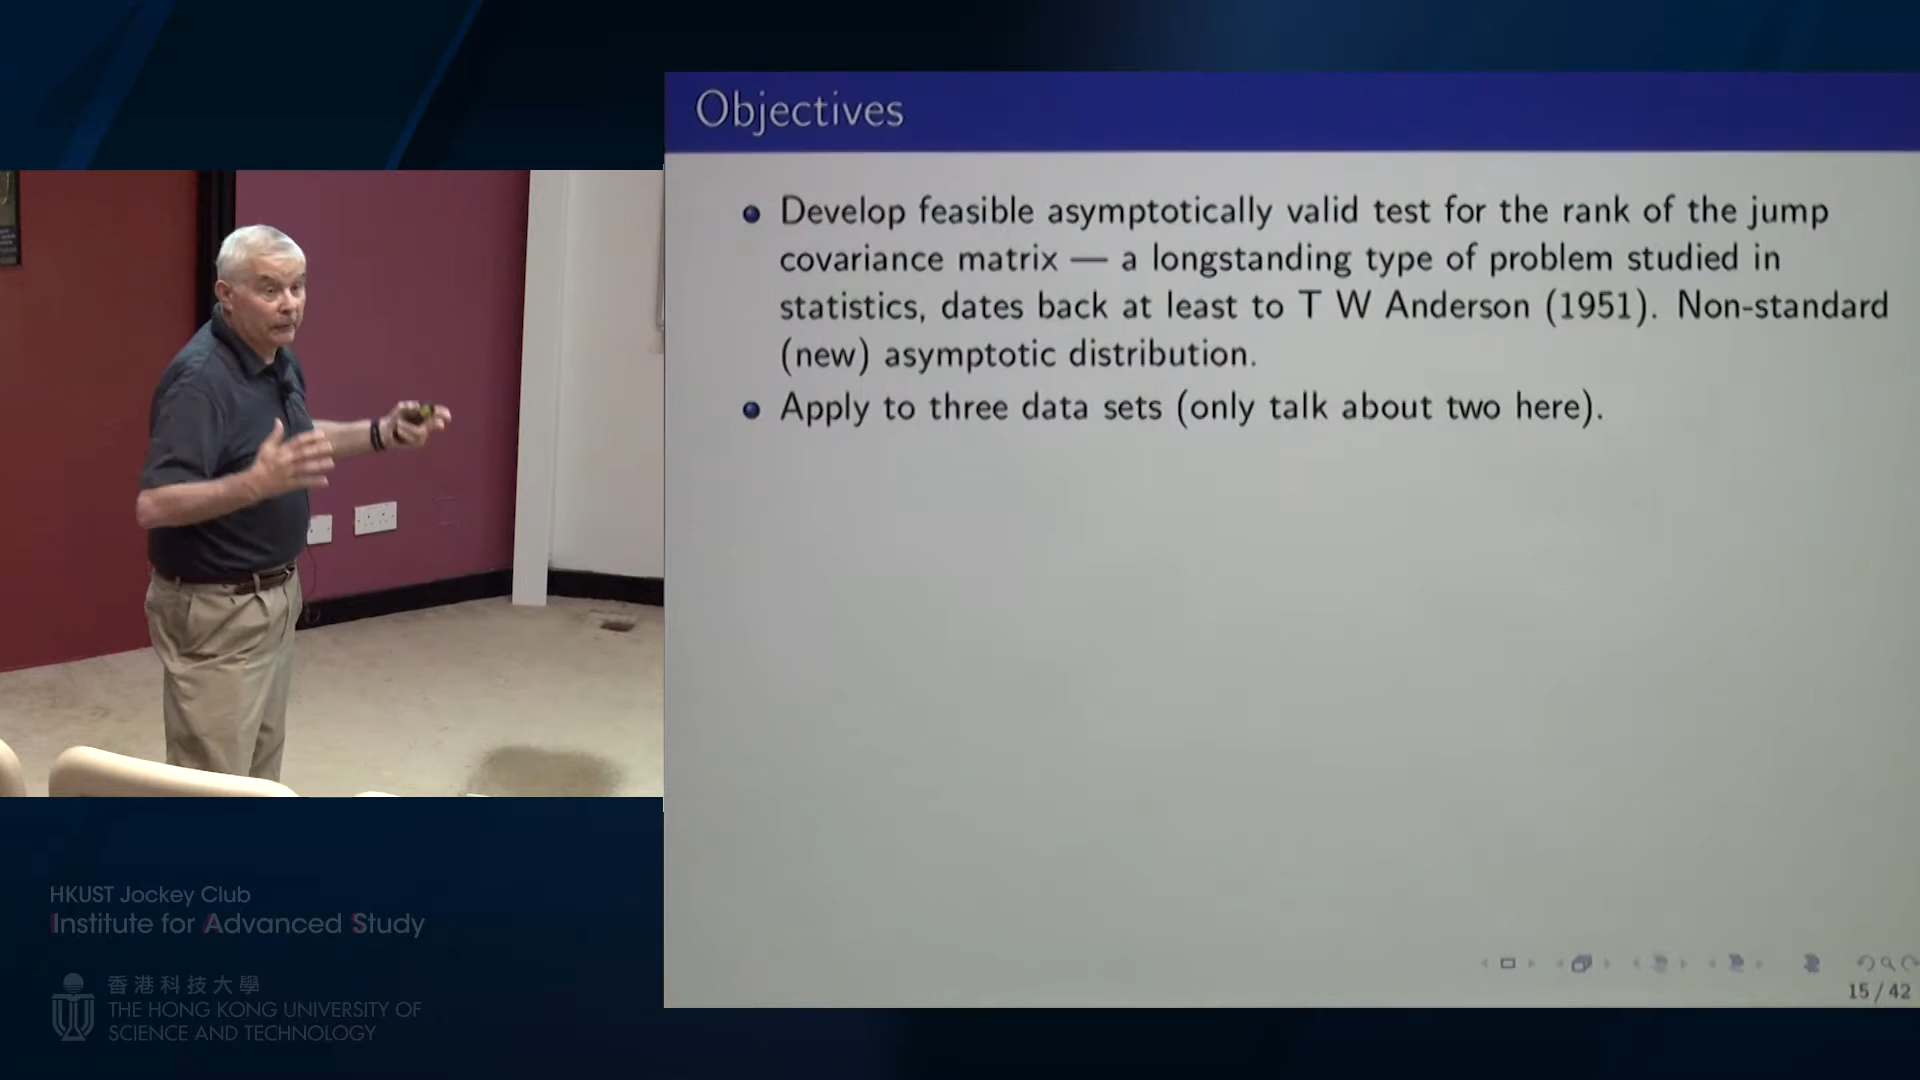 Objectives
Develop feasible asymptotically valid test for the rank of the jump
covariance matrix — a longstanding type of problem studied in
statistics, dates back at least to T W Anderson (1951). Non-standard
(new) asymptotic distribution.
Apply to three data sets (only talk about two here).
15 / 42
HKUST Jockey Club
Institute for Advanced Study
香港科技大學
THE HONG KONG UNIVERSITY OF
SCIENCE AND TECHNOLOGY